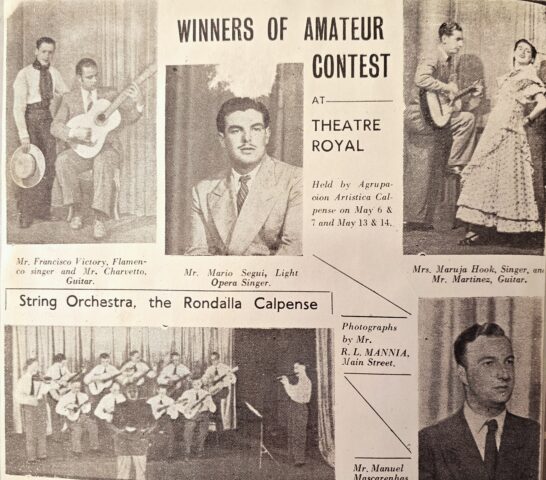 WINNERS OF AMATEUR
CONTEST
AT
THEATRE
ROYAL
Held by Agrupa-
cion Artistica Cal-
pense on May 6 &
7 and May 13 & 14.
Mr. Francisco Victory, Flamen-
co singer and Mr. Charvetto,
Guitar.
Mr. Mario Segui, Light
Opera Singer.
Mrs. Maruja Hook, Singer, and
Mr. Martinez, Guitar.
String Orchestra, the Rondalla Calpense
Photographs
by Mr.
R. L. MANNIA,
Main Street.
Mr. Manuel
Mascarenhas